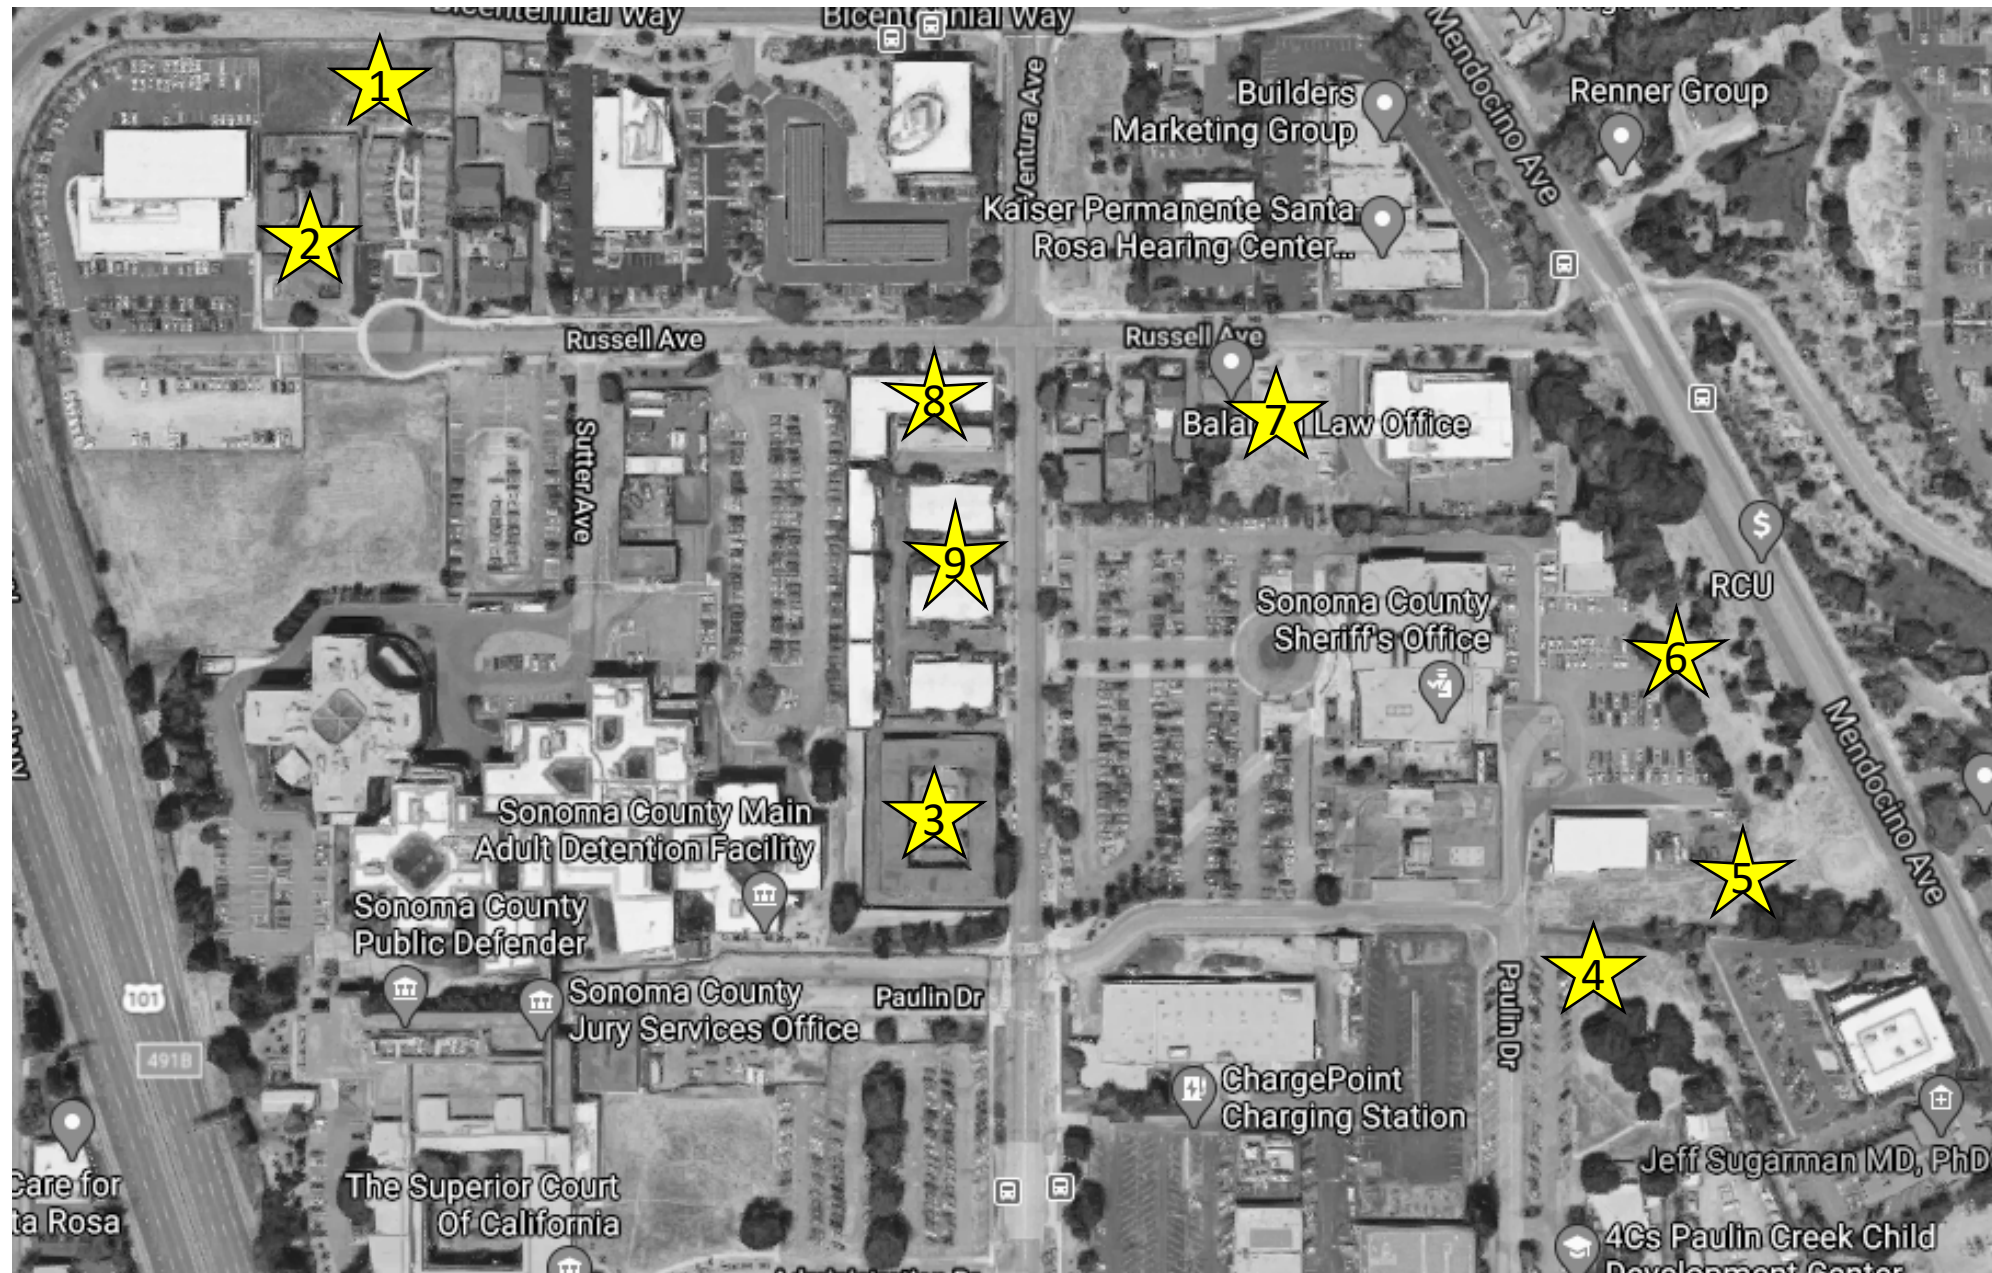 Bicentennial Way
Bicentennial Way
Mendocino Ave
1
Ventura Ave
Builders
Marketing Group
Renner Group
2
Kaiser Permanente Santa
Rosa Hearing Center...
Russell Ave
Russell Ave
8
7
Law Office
Sutter Ave
9
$
RCU
Sonoma County
Sheriff's Office
6
Mendocino Ave
3
Sonoma County Main
Adult Detention Facility
5
Sonoma County
Public Defender
4
101
Sonoma County
Jury Services Office
Paulin Dr
Paulin Dr
491B
ChargePoint
Charging Station
Jeff Sugarman MD, PhD
Care for
ta Rosa
The Superior Court
Of California
4Cs Paulin Creek Child
Development Center